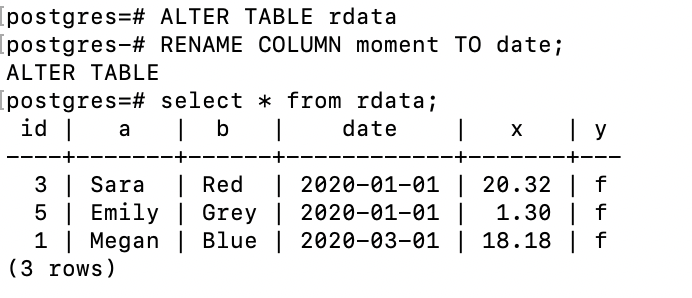 postgres=# ALTER TABLE rdata
postgres-# RENAME COLUMN moment TO date;
ALTER TABLE
postgres=# select * from rdata;
 id |   a   |  b   |    date    |   x   | y
----+-------+------+------------+-------+---
  3 | Sara  | Red  | 2020-01-01 | 20.32 | f
  5 | Emily | Grey | 2020-01-01 |  1.30 | f
  1 | Megan | Blue | 2020-03-01 | 18.18 | f
(3 rows)